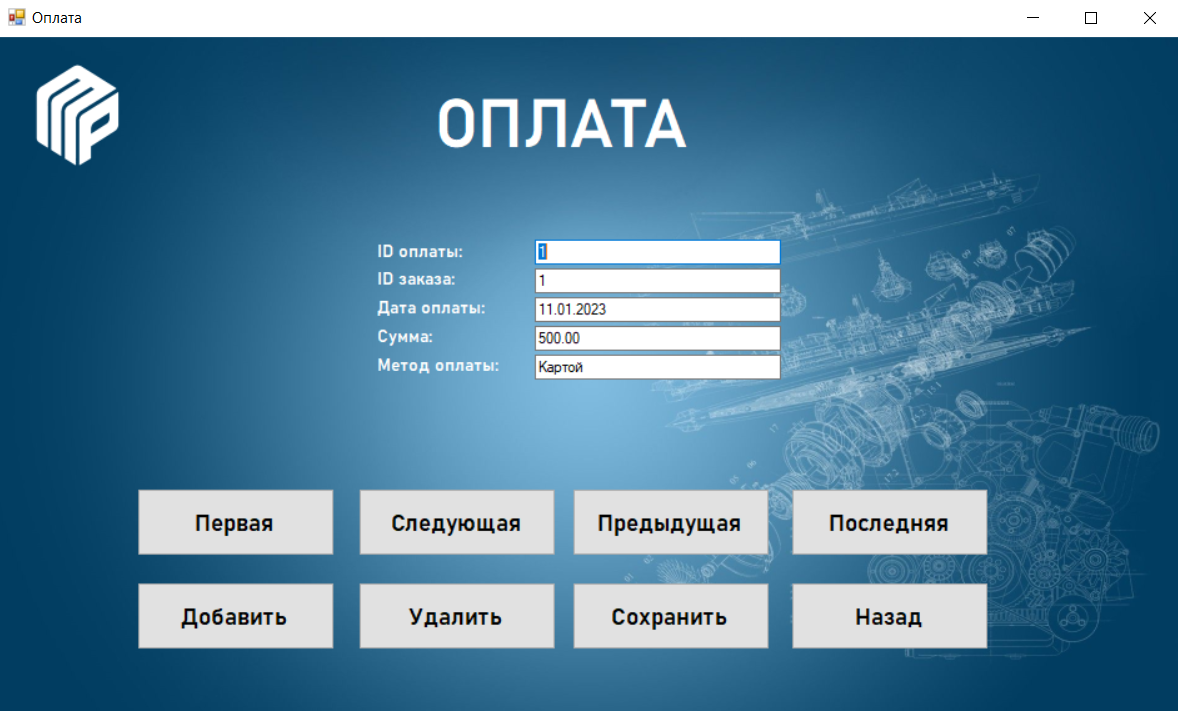 Оплата
ОПЛАТА
ID оплаты: 1
ID заказа: 1
Дата оплаты: 11.01.2023
Сумма: 500.00
Метод оплаты: Картой
Первая Следующая Предыдущая Последняя
Добавить Удалить Сохранить Назад